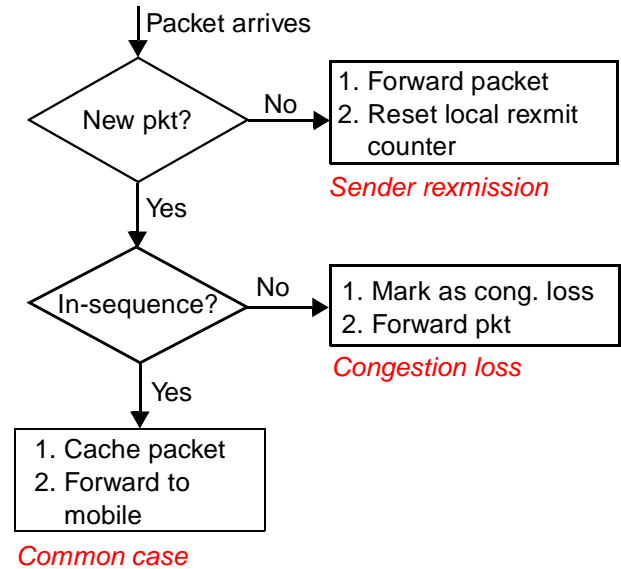 Packet arrives
New pkt?
No
1. Forward packet
2. Reset local rexmit
counter
Sender rexmission
Yes
In-sequence?
No
1. Mark as cong. loss
2. Forward pkt
Congestion loss
Yes
1. Cache packet
2. Forward to
mobile
Common case